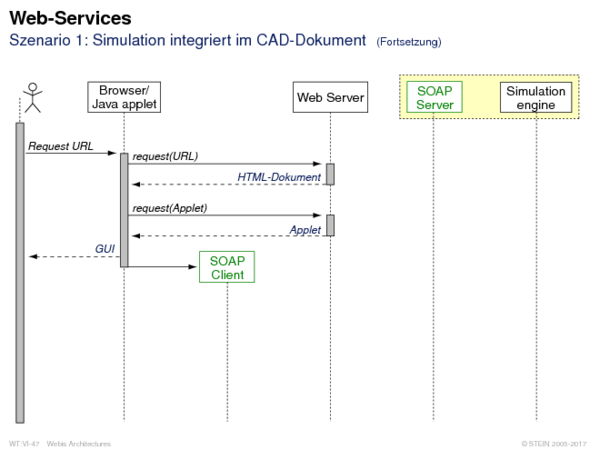 Web-Services
Szenario 1: Simulation integriert im CAD-Dokument (Fortsetzung)
Browser/
Java applet
Web Server
SOAP
Server
Simulation
engine
Request URL
request(URL)
HTML-Dokument
request(Applet)
Applet
GUI
SOAP
Client
WT:VI-47 Webis Architectures
© STEIN 2005-2017